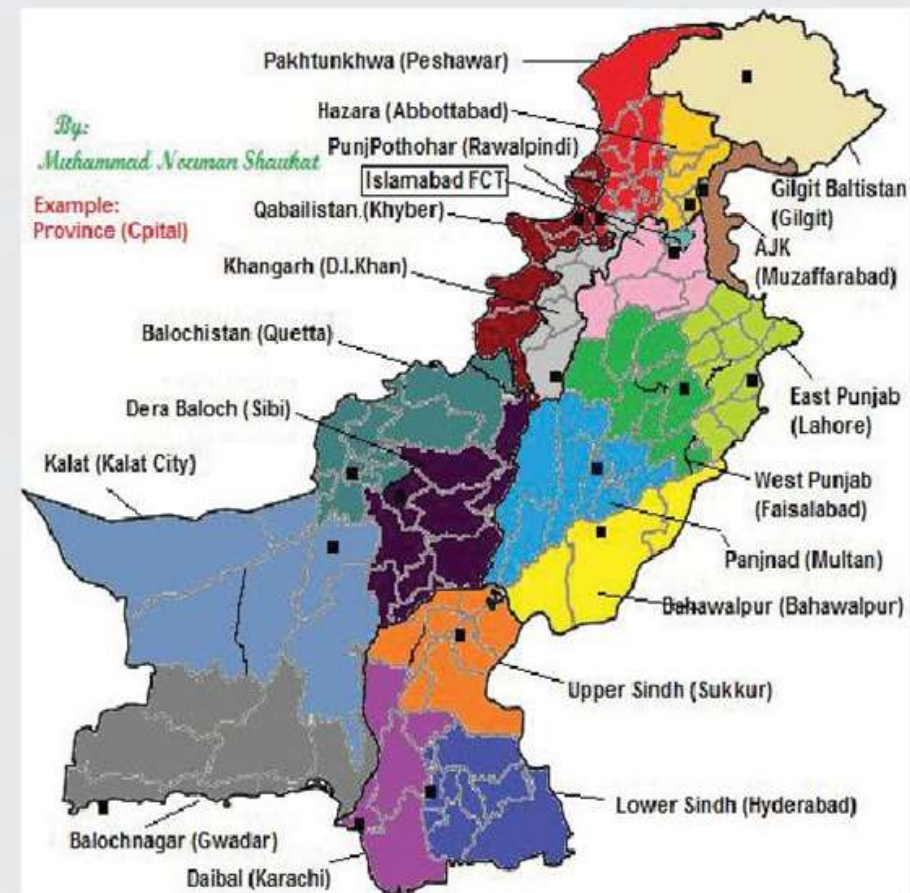 Pakhtunkhwa (Peshawar)
Hazara (Abbottabad)
By:
Muhammad Nouman Shaukat
PunjPothohar (Rawalpindi)
Islamabad FCT
Example:
Province (Cpital)
Qabailistan.(Khyber)
Gilgit Baltistan
(Gilgit)
AJK
(Muzaffarabad)
Khangarh (D.I.Khan)
Balochistan (Quetta)
Dera Baloch (Sibi)
East Punjab
(Lahore)
Kalat (Kalat City)
West Punjab
(Faisalabad)
Panjnad (Multan)
Bahawalpur (Bahawalpur)
Upper Sindh (Sukkur)
Lower Sindh (Hyderabad)
Balochnagar (Gwadar)
Daibal (Karachi)